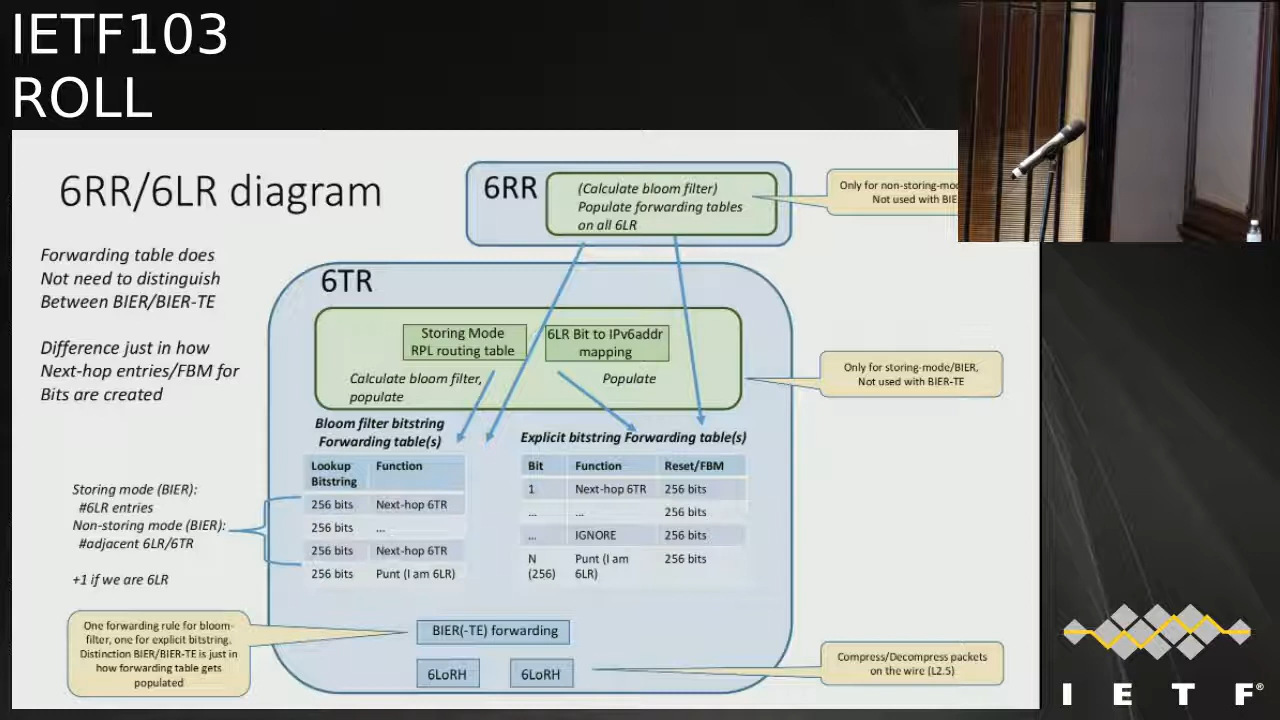 IETF103
ROLL
6RR/6LR diagram
6RR
(Calculate bloom filter)
Populate forwarding tables
on all 6LR
Only for non-storing-
Not used with
Forwarding table does
Not need to distinguish
Between BIER/BIER-TE
Difference just in how
Next-hop entries/FBM for
Bits are created
6TR
Storing Mode
RPL routing table
6LR Bit to IPv6addr
mapping
Calculate bloom filter,
populate
Populate
Only for storing-mode/BIER,
Not used with BIER-TE
Bloom filter bitstring
Forwarding table(s)
Explicit bitstring Forwarding table(s)
Lookup Function
Bitstring
256 bits Next-hop 6TR
256 bits ...
256 bits Next-hop 6TR
256 bits Punt (I am 6LR)
Bit Function Reset/FBM
1 Next-hop 6TR 256 bits
... ... 256 bits
... IGNORE 256 bits
N Punt (I am 256 bits
(256) 6LR)
Storing mode (BIER):
#6LR entries
Non-storing mode (BIER):
#adjacent 6LR/6TR
+1 if we are 6LR
One forwarding rule for bloom-
filter, one for explicit bitstring.
Distinction BIER/BIER-TE is just in
how forwarding table gets
populated
BIER(-TE) forwarding
6LoRH 6LoRH
Compress/Decompress packets
on the wire (L2.5)
I E T F®